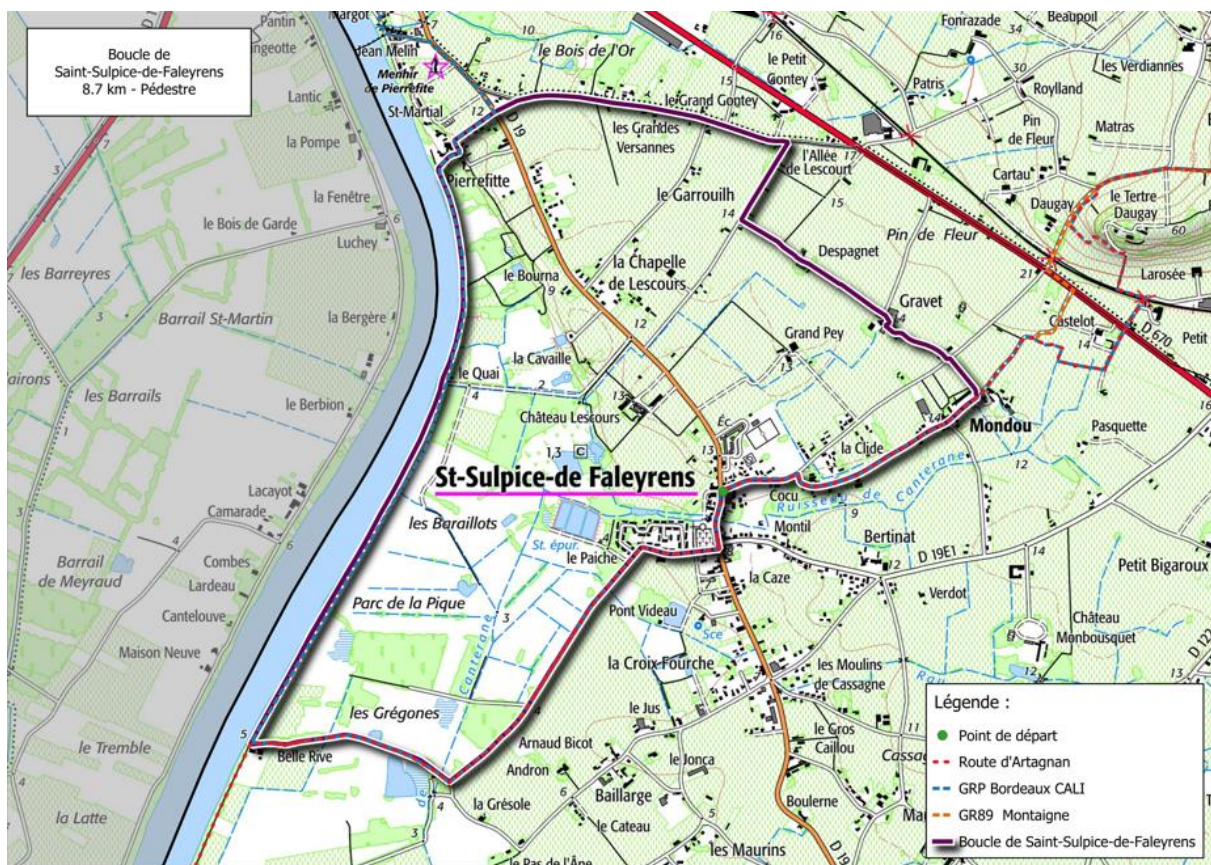 Boucle de
Saint-Sulpice-de-Faleyrens
8.7 km - Pédestre
Pantin
Margot
Jean Melin
Menhir
de Pierrefite
St-Martial
Lantic
la Pompe
la Fenêtre
Luchey
le Bois de Garde
les Barreyres
Barrail St-Martin
la Bergère
les Barrails
le Berbion
Lacayot
Camarade
Combes
Lardeau
Cantelouve
Maison Neuve
Barrail
de Meyraud
le Tremble
la Latte
le Bois de l'Or
le Petit
Gontey
le Grand Gontey
les Grandes
Versannes
D 19
Pierrefitte
le Garrouilh
l'Allée
de Lescourt
Fonrazade
Beaupoil
les Verdiannes
Patris
Roylland
Pin
de Fleur
Matras
Cartau
Daugay
le Tertre
Daugay
Larosée
Pin de Fleur
Despagnet
Gravet
Castelot
D 670
Petit
le Bourna
la Chapelle
de Lescours
Grand Pey
la Cavaille
le Quai
Château Lescours
Éc.
la Clide
Mondou
Pasquette
St-Sulpice-de Faleyrens
Cocu
Ruisseau de Canterane
Montil
Bertinat
D 19E1
les Baraillots
St. épur.
le Paiche
la Caze
Verdot
Petit Bigaroux
Parc de la Pique
Canterane
Pont Videau
Sce
la Croix Fourche
les Moulins
de Cassagne
Château
Monbousquet
les Grégones
le Jus
le Gros
Caillou
Belle Rive
Arnaud Bicot
Andron
le Jonca
la Grésole
Baillarge
le Cateau
Boulerne
les Maurins
le Pas de l'Âne
D 19
Légende :
Point de départ
Route d'Artagnan
GRP Bordeaux CALI
GR89 Montaigne
Boucle de Saint-Sulpice-de-Faleyrens